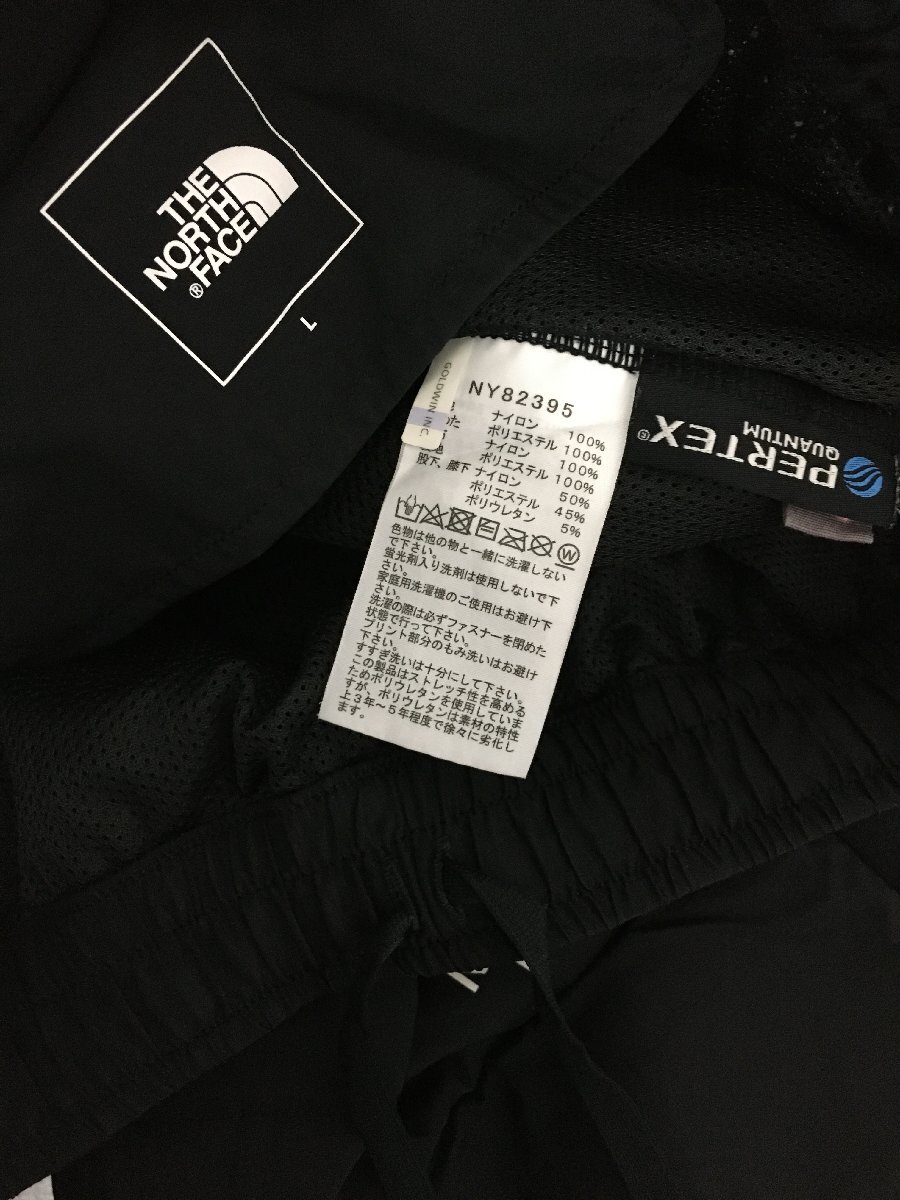 THE
NORTH
FACE
®
L
GOLDWIN INC.
NY82395
ナイロン 100%
た ポリエステル 100%
ナイロン 100%
地 ポリエステル 100%
股下、膝下 ナイロン 50%
ポリエステル 45%
ポリウレタン 5%
W
色物は他の物と一緒に洗濯しない
で下さい。
蛍光剤入り洗剤は使用しないで下
さい。
家庭用洗濯機のご使用はお避け下
さい。
洗濯の際は必ずファスナーを閉めた
状態で行って下さい。
プリント部分のもみ洗いはお避け
下さい。
すすぎ洗いは十分にして下さい。
この製品はストレッチ性を高める
ためポリウレタンを使用していま
すが、ポリウレタンは素材の特性
上3年～5年程度で徐々に劣化し
ます。
PERTEX®
QUANTUM